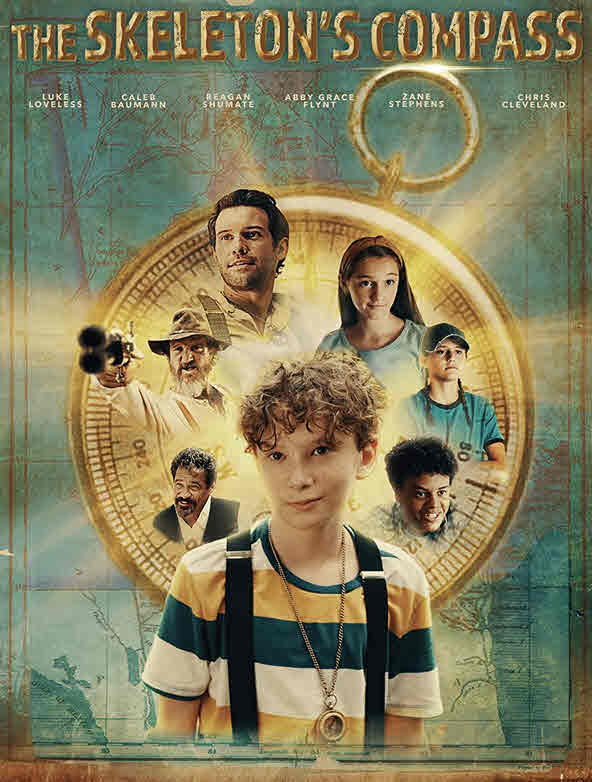 THE SKELETON'S COMPASS
LUKE LOVELESS
CALEB BAUMANN
REAGAN SHUMATE
ABBY GRACE FLYNT
ZANE STEPHENS
CHRIS CLEVELAND